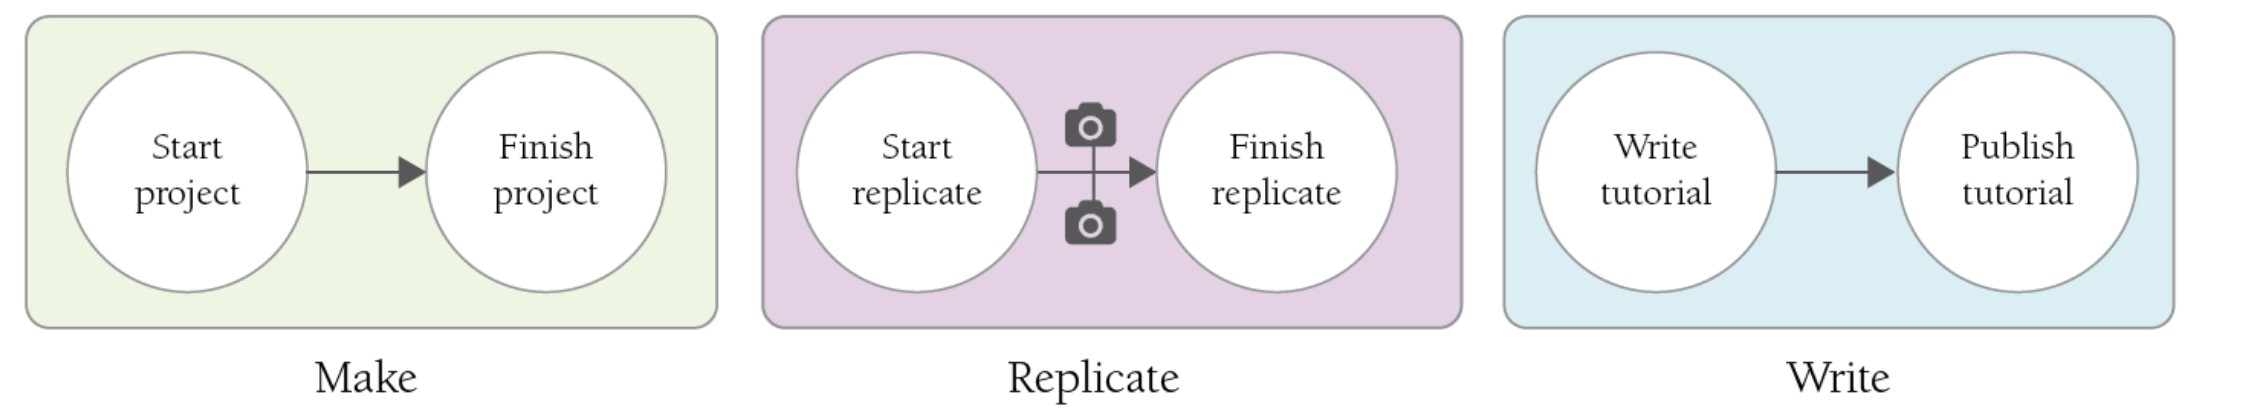 Start
project
Finish
project
Start
replicate
Finish
replicate
Write
tutorial
Publish
tutorial
Make
Replicate
Write